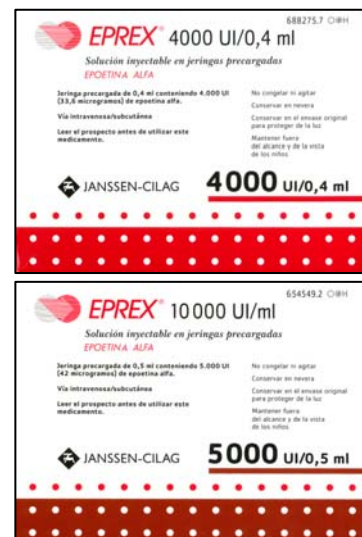 688275.7 O❄H
EPREX® 4000 UI/0,4 ml
Solución inyectable en jeringas precargadas
EPOETINA ALFA
Jeringa precargada de 0,4 ml conteniendo 4.000 UI
(33,6 microgramos) de epoetina alfa.
Vía intravenosa/subcutánea
Leer el prospecto antes de utilizar este
medicamento.
No congelar ni agitar
Conservar en nevera
Conservar en el envase original
para proteger de la luz
Mantener fuera
del alcance y de la vista
de los niños
JANSSEN-CILAG
4000 UI/0,4 ml
654549.2 O❄H
EPREX® 10000 UI/ml
Solución inyectable en jeringas precargadas
EPOETINA ALFA
Jeringa precargada de 0,5 ml conteniendo 5.000 UI
(42 microgramos) de epoetina alfa.
Vía intravenosa/subcutánea
Leer el prospecto antes de utilizar este
medicamento.
No congelar ni agitar
Conservar en nevera
Conservar en el envase original
para proteger de la luz
Mantener fuera
del alcance y de la vista
de los niños
JANSSEN-CILAG
5000 UI/0,5 ml